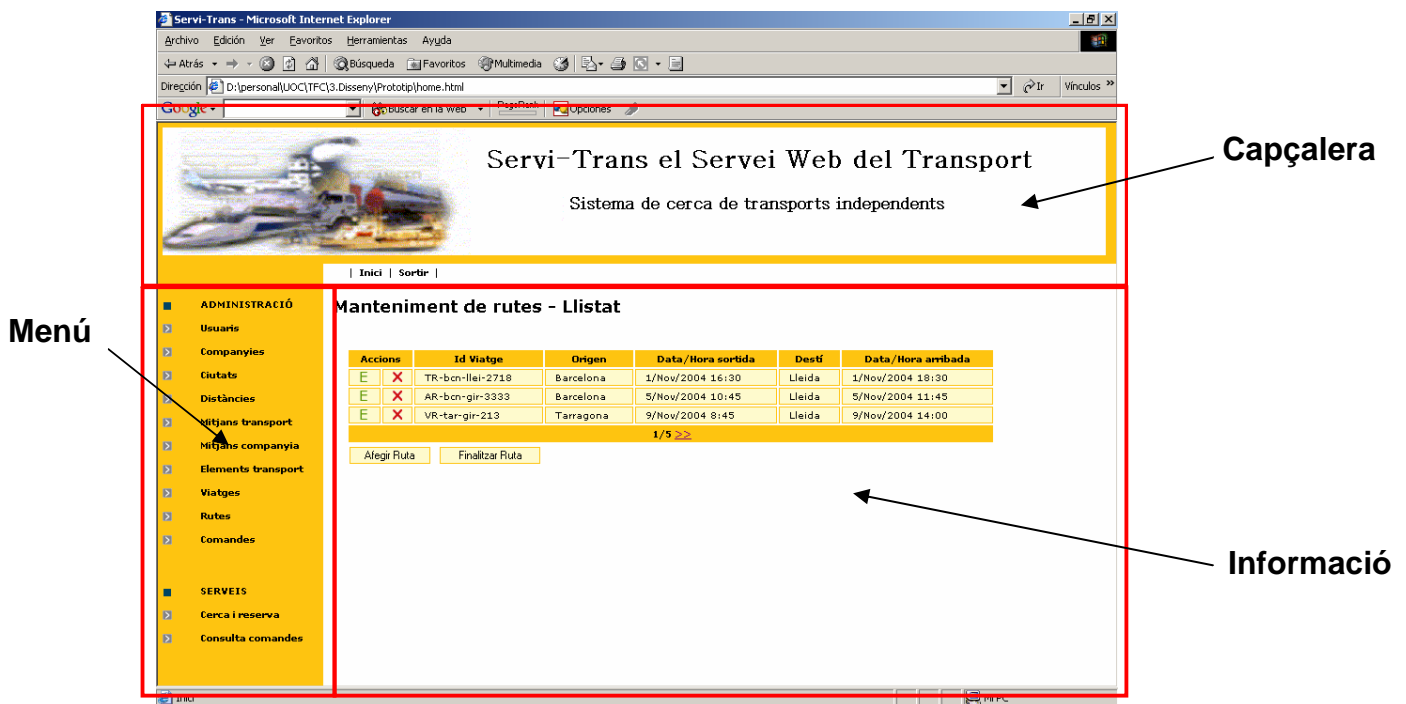 Servi-Trans - Microsoft Internet Explorer
Archivo Edición Ver Favoritos Herramientas Ayuda
Atrás Búsqueda Favoritos Multimedia
Dirección D:\personal\UOC\TFC\3.Disseny\Prototip\home.html Ir Vínculos »
Google Buscar en la Web PageRank Opciones
Servi-Trans el Servei Web del Transport
Sistema de cerca de transports independents
Capçalera
| Inici | Sortir |
Menú
ADMINISTRACIÓ
Usuaris
Companyies
Ciutats
Distàncies
Mitjans transport
Mitjans companyia
Elements transport
Viatges
Rutes
Comandes
SERVEIS
Cerca i reserva
Consulta comandes
Manteniment de rutes - Llistat
Accions Id Viatge Origen Data/Hora sortida Destí Data/Hora arribada
E X TR-bcn-llei-2718 Barcelona 1/Nov/2004 16:30 Lleida 1/Nov/2004 18:30
E X AR-bcn-gir-3333 Barcelona 5/Nov/2004 10:45 Lleida 5/Nov/2004 11:45
E X VR-tar-gir-213 Tarragona 9/Nov/2004 8:45 Lleida 9/Nov/2004 14:00
1/5 >>
Afegir Ruta Finalitzar Ruta
Informació
Inici Mi PC